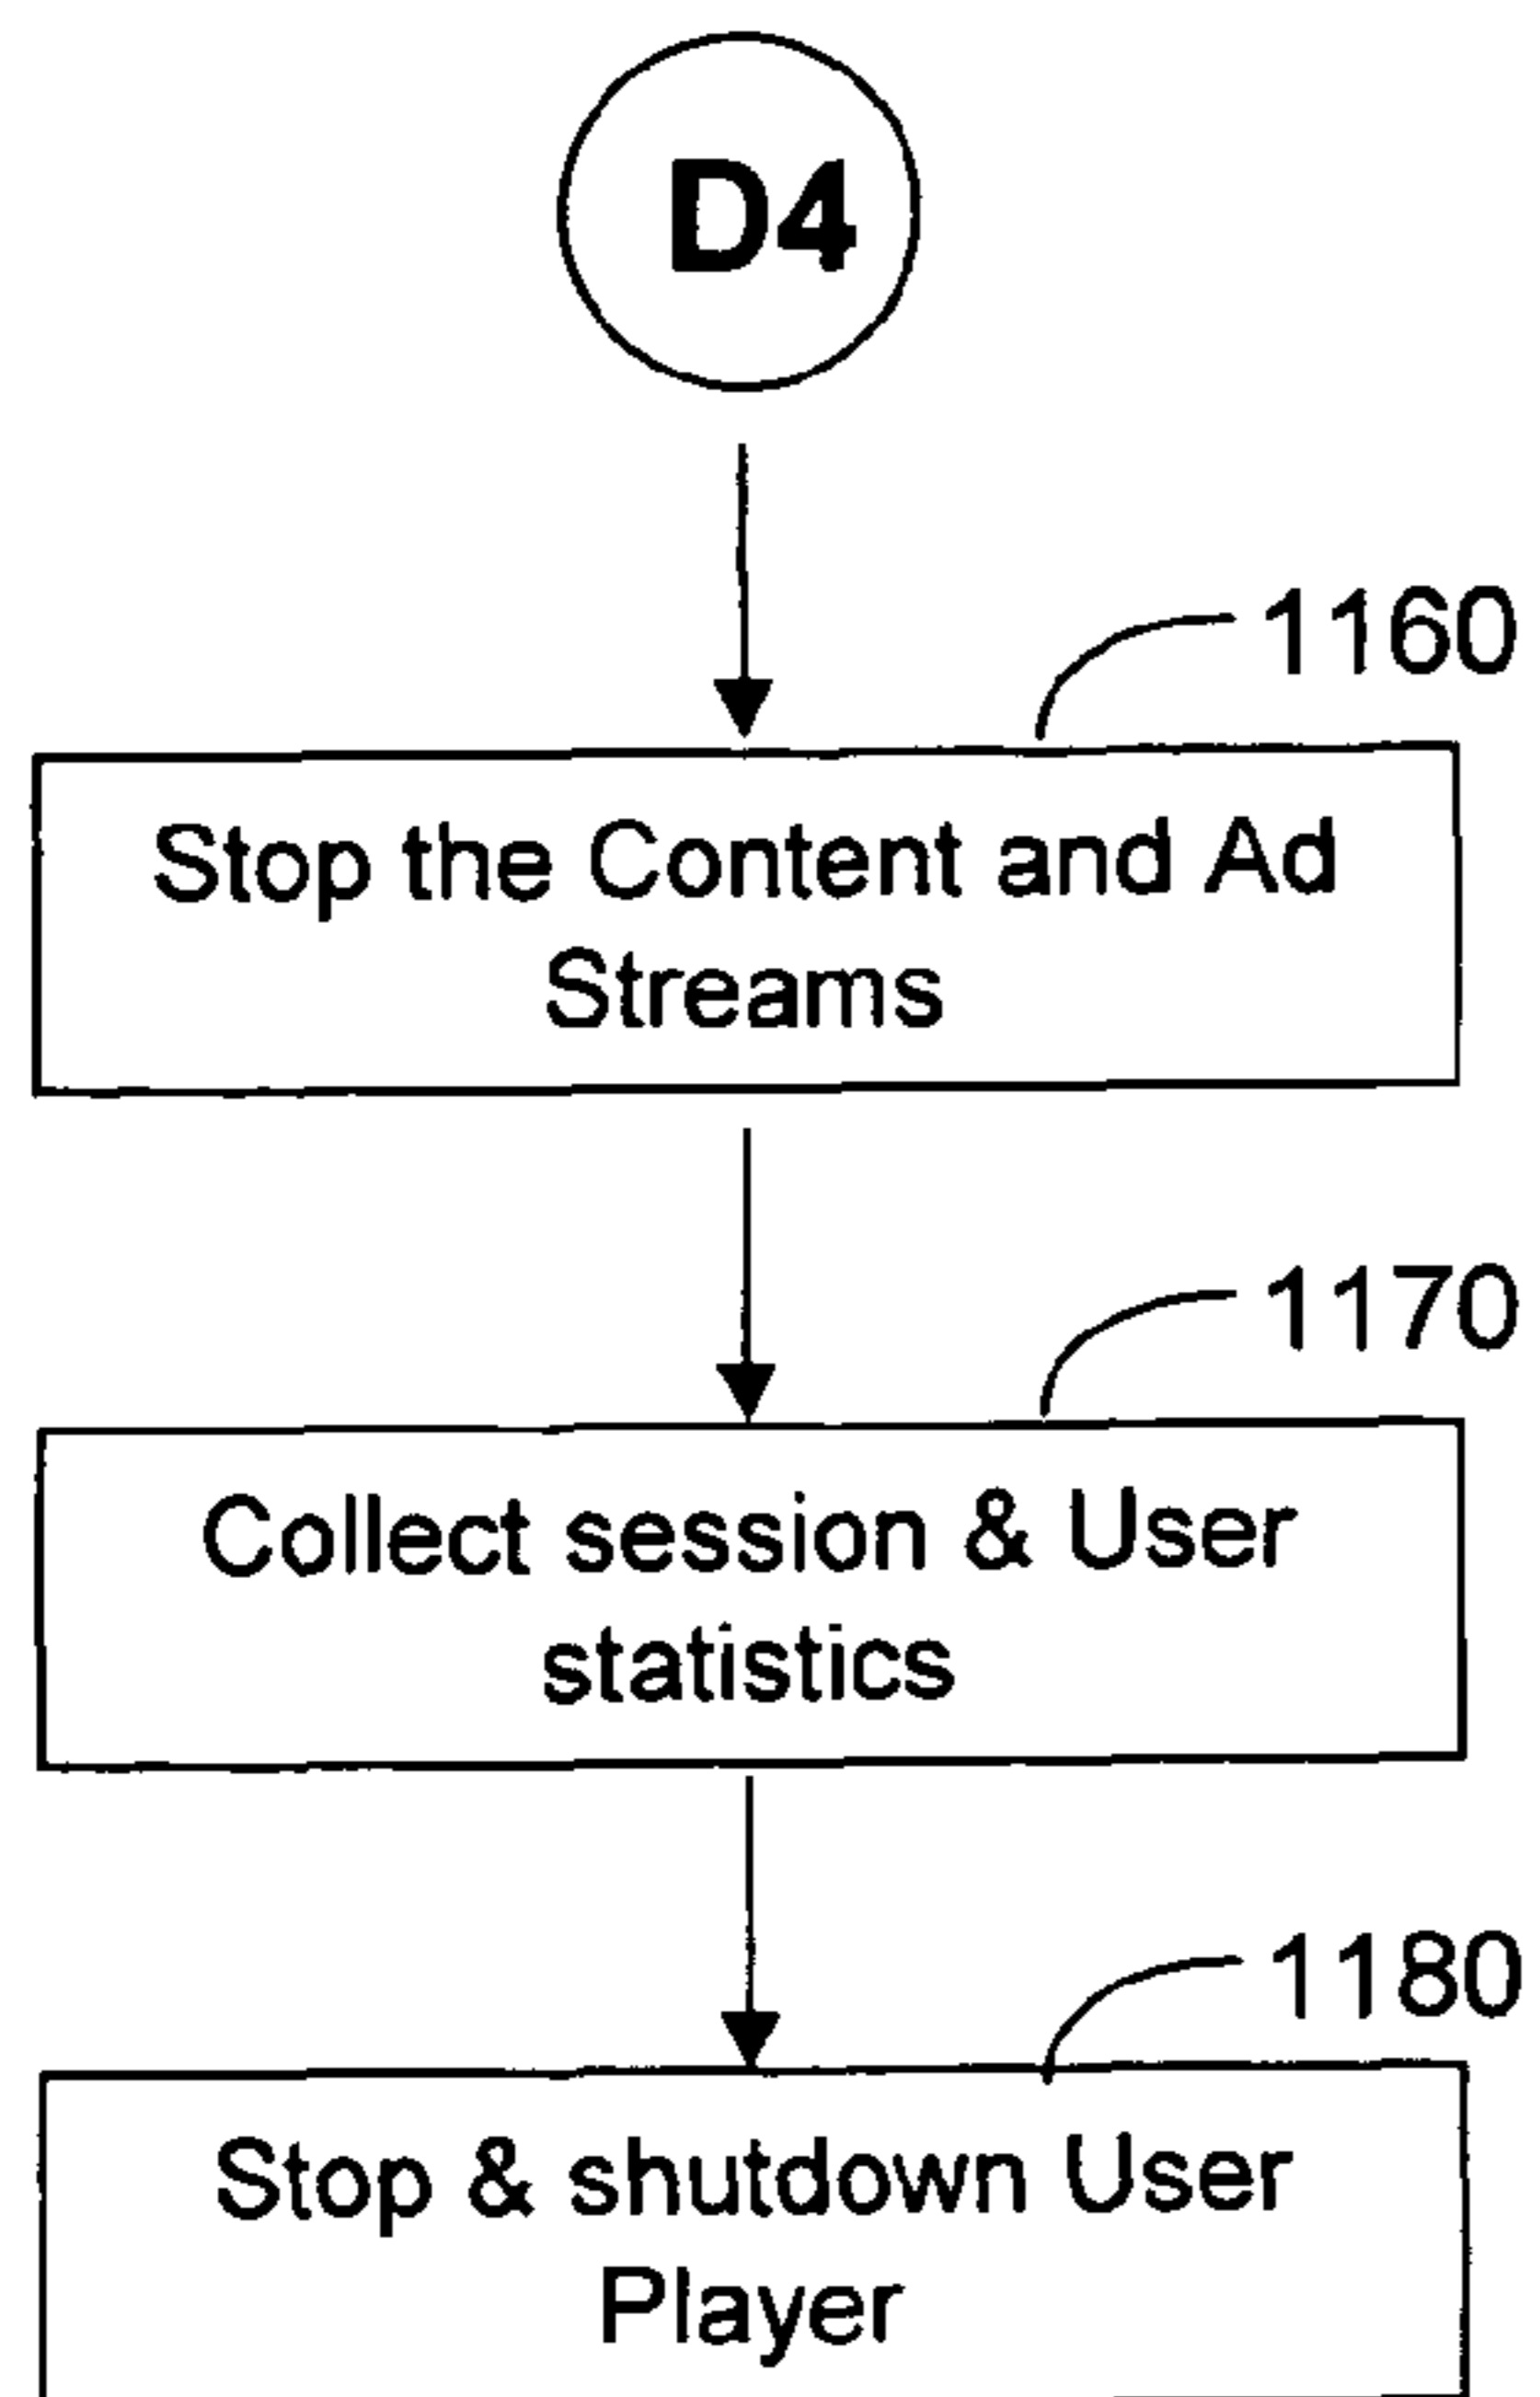 D4
1160
Stop the Content and Ad
Streams
1170
Collect session & User
statistics
1180
Stop & shutdown User
Player